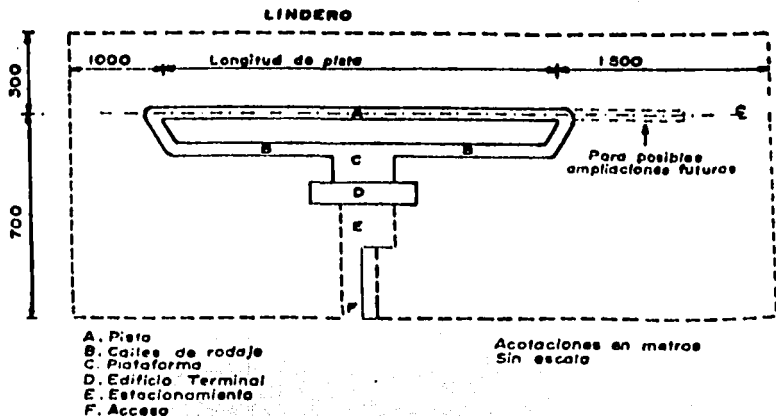 LINDERO
1000 Longitud de pista 1500
300
A
℄
B B
Para posibles
ampliaciones futuras
C
D
700
E
F
A. Pista
B. Calles de rodaje
C. Plataforma
D. Edificio Terminal
E. Estacionamiento
F. Acceso
Acotaciones en metros
Sin escala